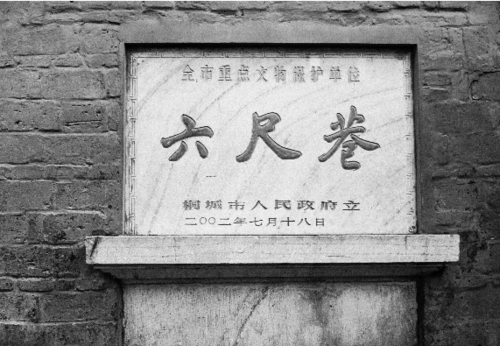 全市重点文物保护单位
六尺巷
桐城市人民政府立
二〇〇二年七月十八日